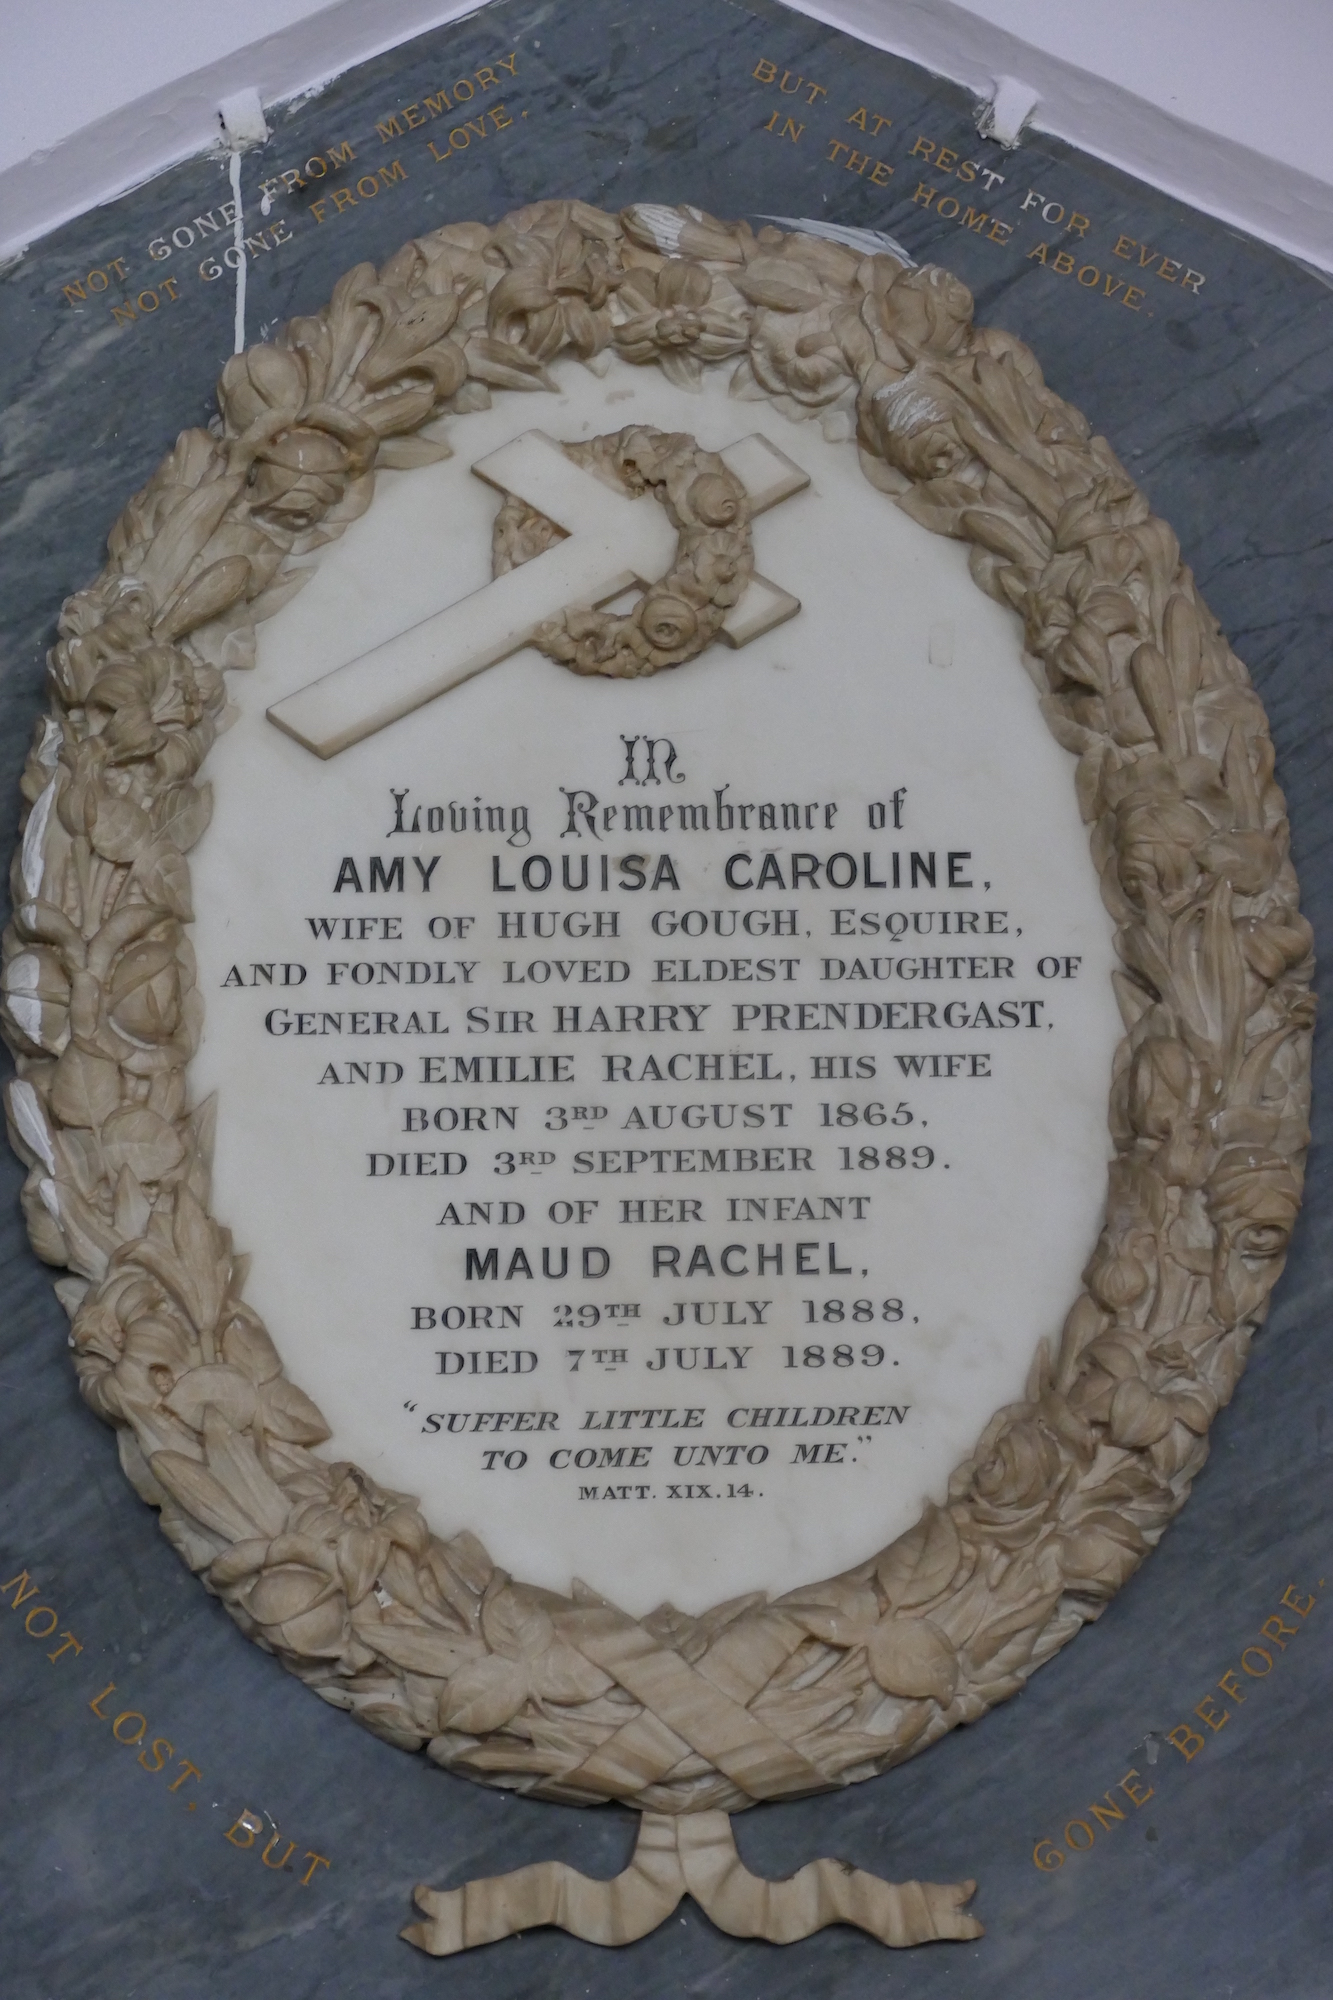 NOT GONE FROM MEMORY
NOT GONE FROM LOVE,
BUT AT REST FOR EVER
IN THE HOME ABOVE.
IN
Loving Remembrance of
AMY LOUISA CAROLINE,
WIFE OF HUGH GOUGH, ESQUIRE,
AND FONDLY LOVED ELDEST DAUGHTER OF
GENERAL SIR HARRY PRENDERGAST,
AND EMILIE RACHEL, HIS WIFE
BORN 3RD AUGUST 1865,
DIED 3RD SEPTEMBER 1889.
AND OF HER INFANT
MAUD RACHEL,
BORN 29TH JULY 1888,
DIED 7TH JULY 1889.
"SUFFER LITTLE CHILDREN
TO COME UNTO ME."
MATT. XIX.14.
NOT LOST, BUT
GONE BEFORE.